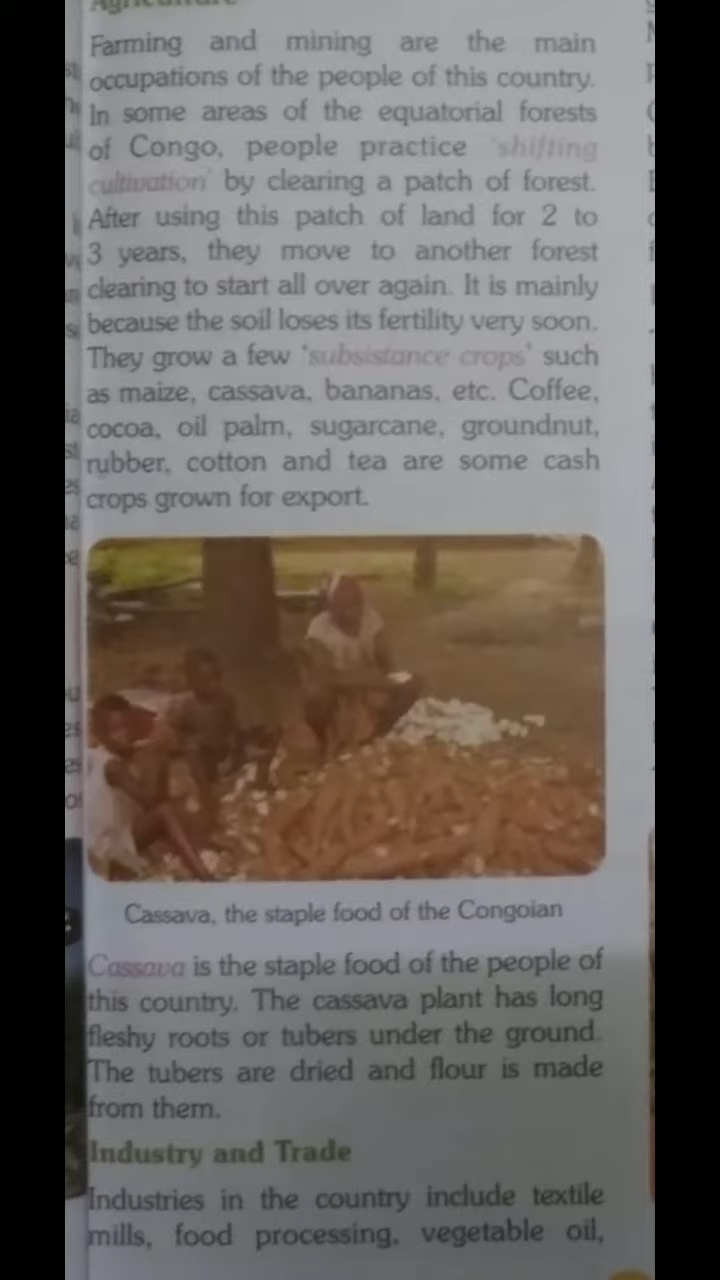 Agriculture
Farming and mining are the main
occupations of the people of this country.
In some areas of the equatorial forests
of Congo, people practice 'shifting
cultivation' by clearing a patch of forest.
After using this patch of land for 2 to
3 years, they move to another forest
clearing to start all over again. It is mainly
because the soil loses its fertility very soon.
They grow a few 'subsistance crops' such
as maize, cassava, bananas, etc. Coffee,
cocoa, oil palm, sugarcane, groundnut,
rubber, cotton and tea are some cash
crops grown for export.
Cassava, the staple food of the Congoian
Cassava is the staple food of the people of
this country. The cassava plant has long
fleshy roots or tubers under the ground.
The tubers are dried and flour is made
from them.
Industry and Trade
Industries in the country include textile
mills, food processing, vegetable oil,